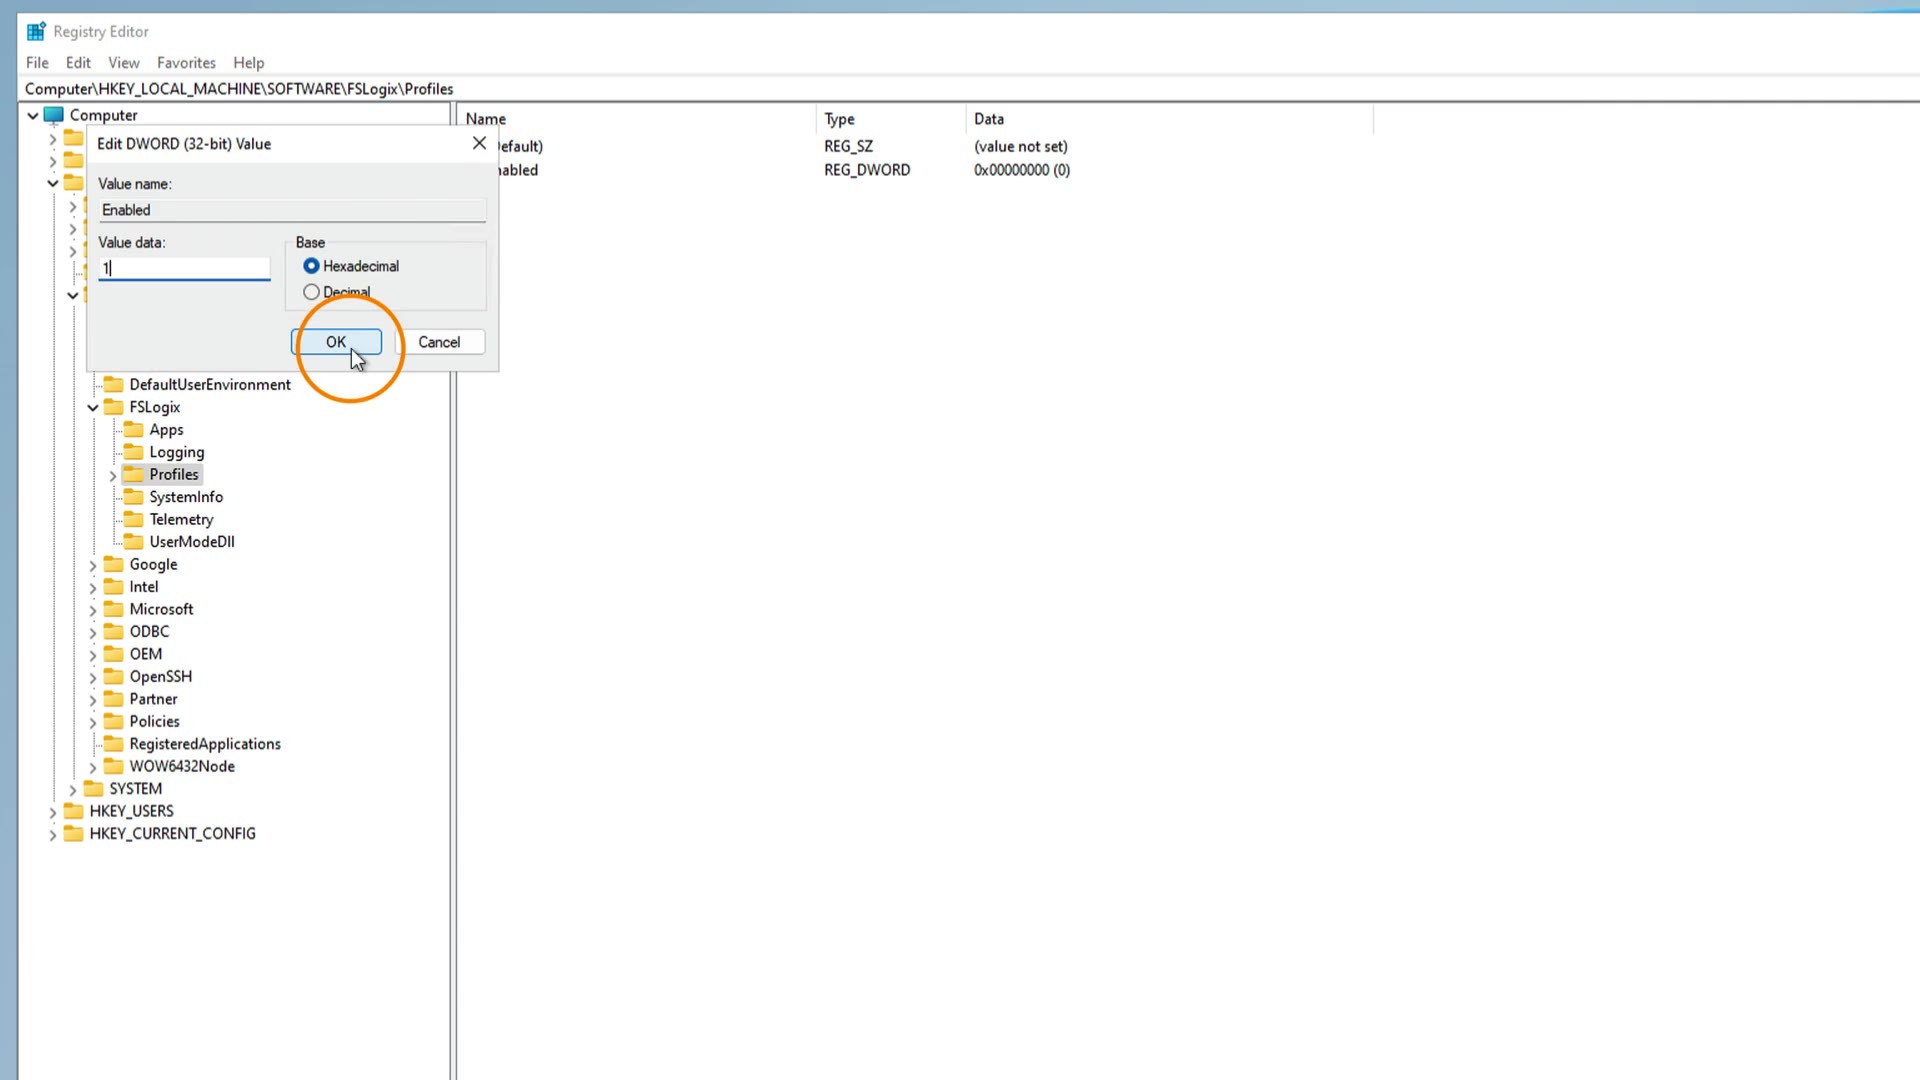 Registry Editor
File Edit View Favorites Help
Computer\HKEY_LOCAL_MACHINE\SOFTWARE\FSLogix\Profiles
Computer
Name Type Data
efault) REG_SZ (value not set)
abled REG_DWORD 0x00000000 (0)
Edit DWORD (32-bit) Value
Value name:
Enabled
Value data:
1
Base
Hexadecimal
Decimal
OK Cancel
DefaultUserEnvironment
FSLogix
Apps
Logging
Profiles
SystemInfo
Telemetry
UserModeDll
Google
Intel
Microsoft
ODBC
OEM
OpenSSH
Partner
Policies
RegisteredApplications
WOW6432Node
SYSTEM
HKEY_USERS
HKEY_CURRENT_CONFIG